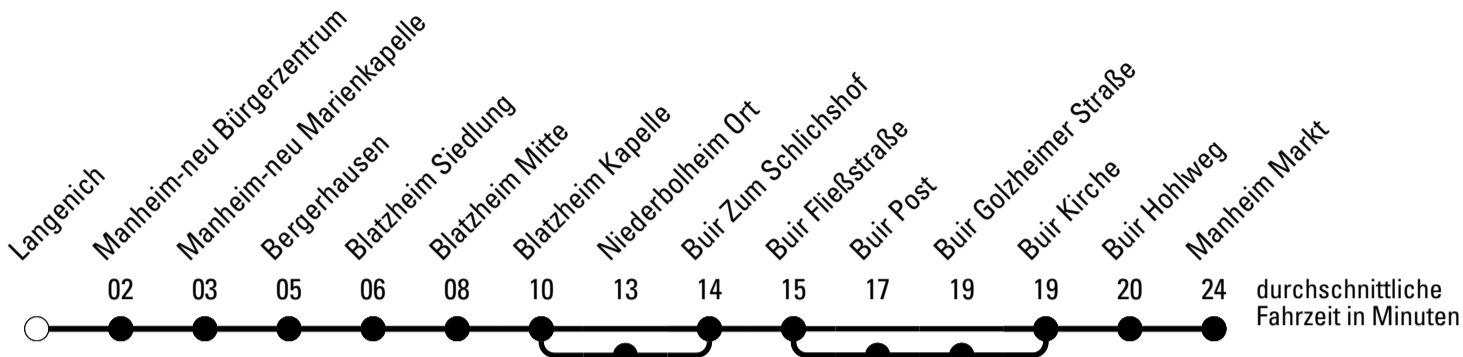 Langenich
Manheim-neu Bürgerzentrum
Manheim-neu Marienkapelle
Bergerhausen
Blatzheim Siedlung
Blatzheim Mitte
Blatzheim Kapelle
Niederbolheim Ort
Buir Zum Schlichshof
Buir Fließstraße
Buir Post
Buir Golzheimer Straße
Buir Kirche
Buir Hohlweg
Manheim Markt
02 03 05 06 08 10 13 14 15 17 19 19 20 24
durchschnittliche
Fahrzeit in Minuten